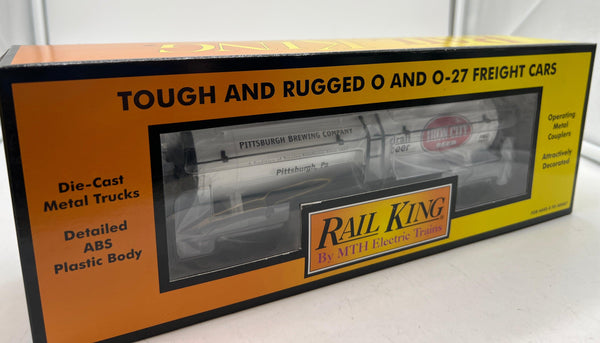 TOUGH AND RUGGED O AND O-27 FREIGHT CARS
Die-Cast
Metal Trucks
Detailed
ABS
Plastic Body
PITTSBURGH BREWING COMPANY
Pittsburgh, Pa
IRON CITY
BEER
Operating
Metal
Couplers
Attractively
Decorated
RAIL KING
By MTH Electric Trains